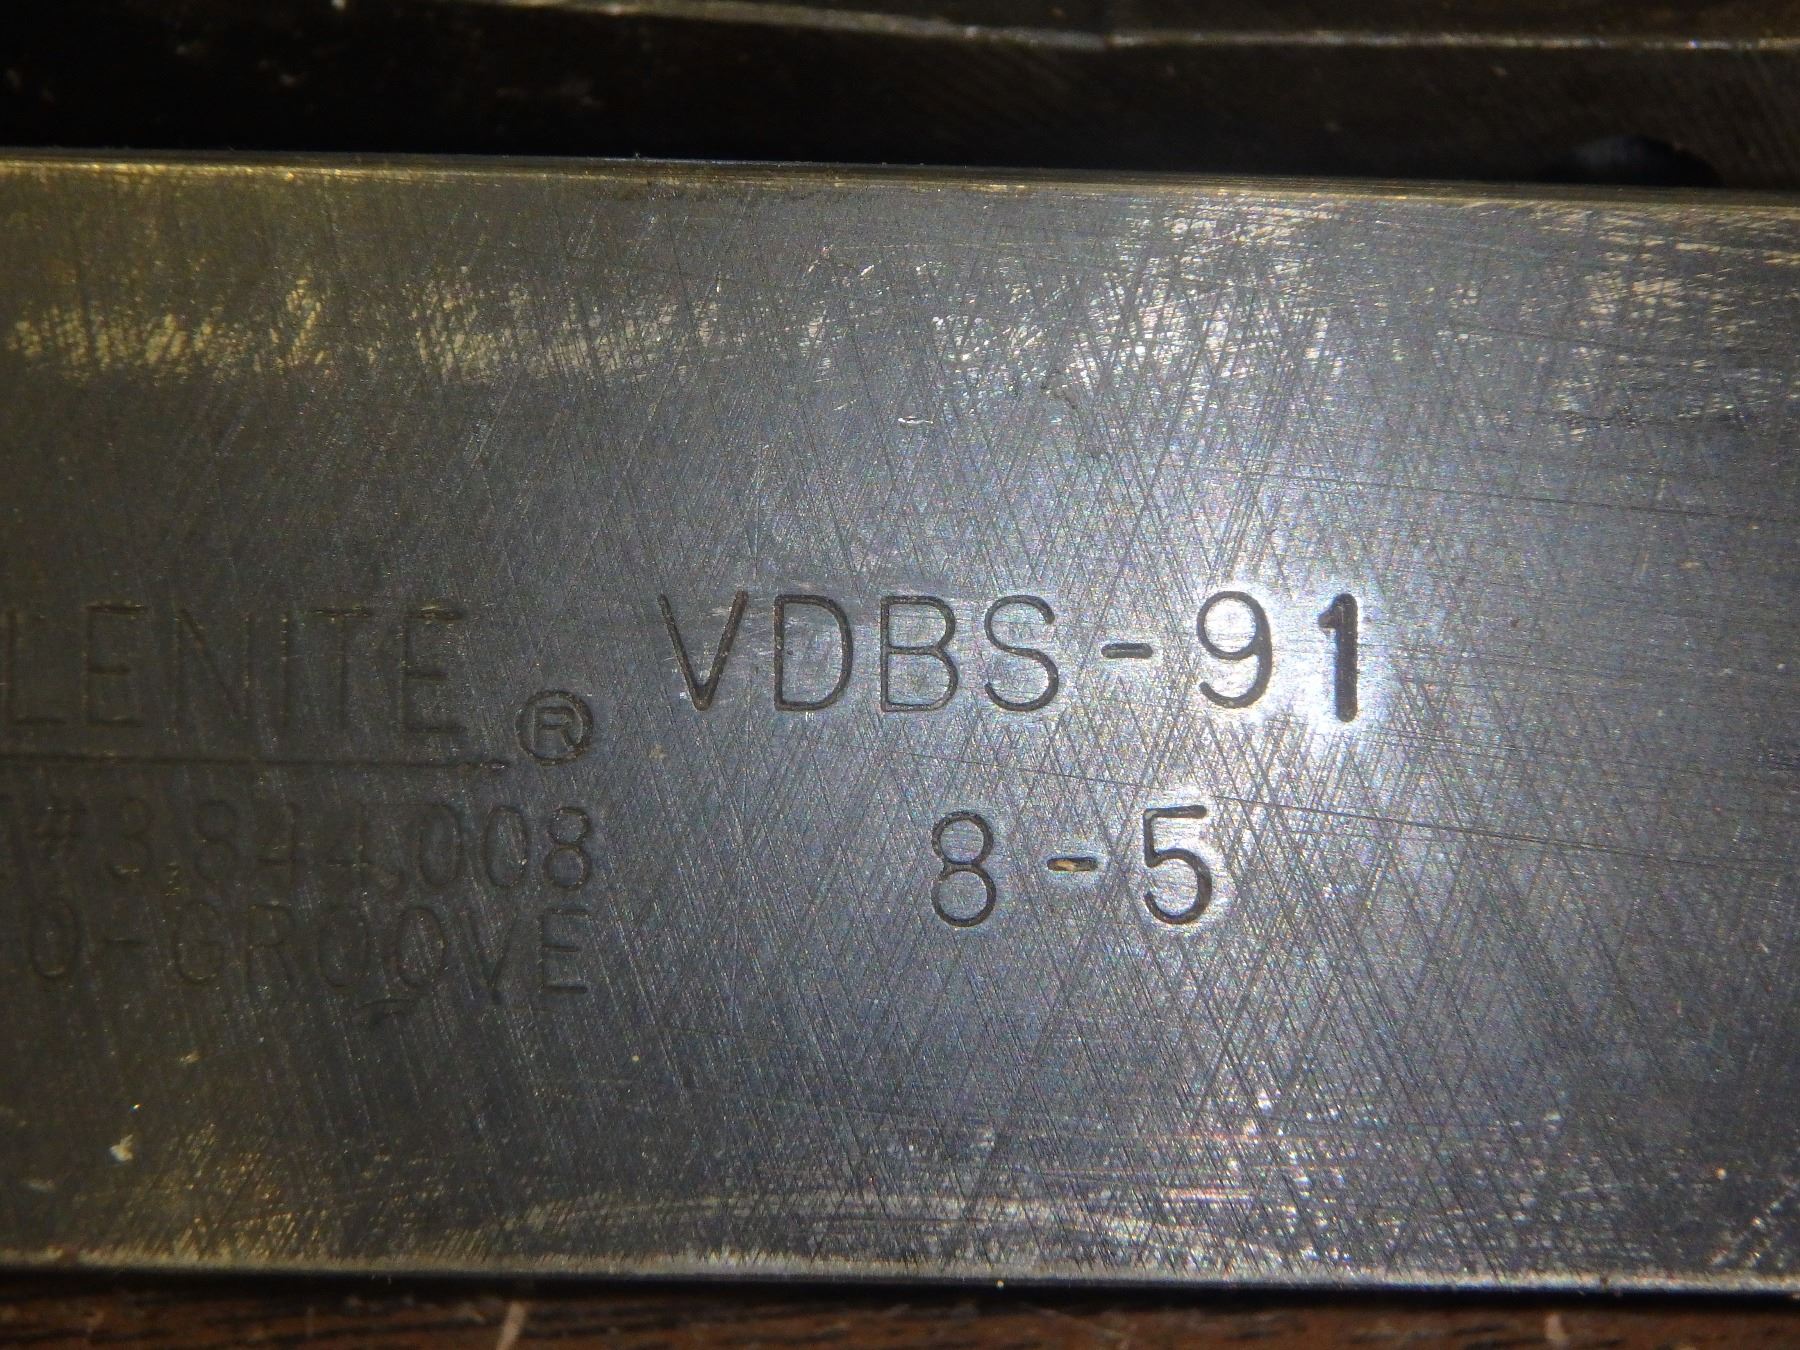 LENITE ® VDBS-91
#3,844,008 8-5
O-GROOVE